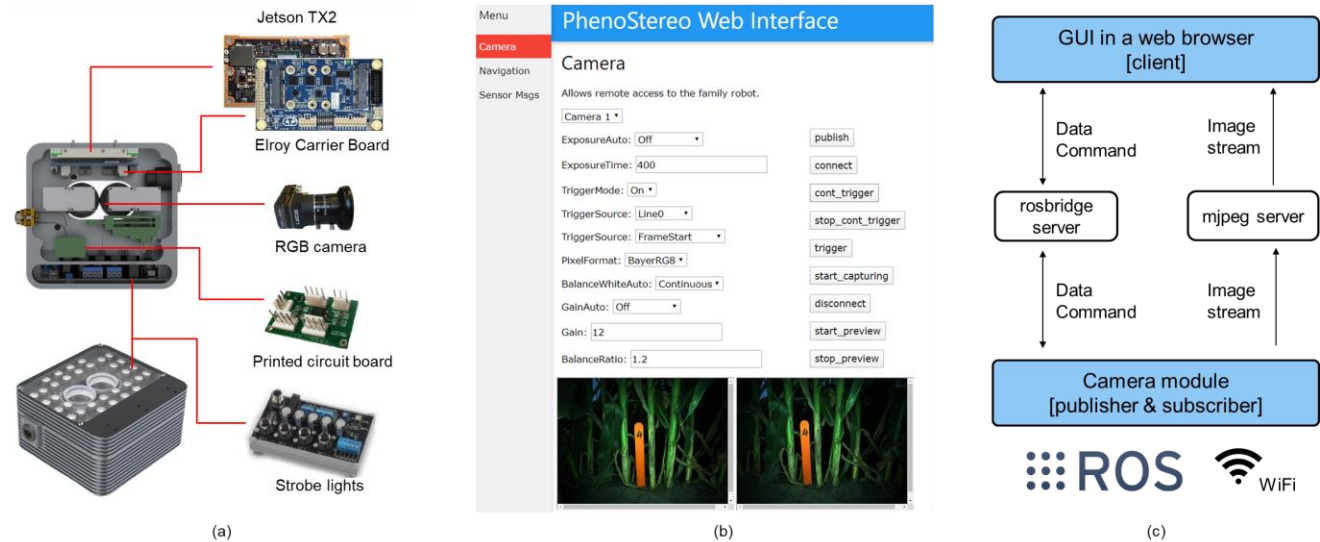 Jetson TX2
Elroy Carrier Board
RGB camera
Printed circuit board
Strobe lights
(a)
Menu
Camera
Navigation
Sensor Msgs
PhenoStereo Web Interface
Camera
Allows remote access to the family robot.
Camera 1
ExposureAuto: Off
ExposureTime: 400
TriggerMode: On
TriggerSource: Line0
TriggerSource: FrameStart
PixelFormat: BayerRG8
BalanceWhiteAuto: Continuous
GainAuto: Off
Gain: 12
BalanceRatio: 1.2
publish
connect
cont_trigger
stop_cont_trigger
trigger
start_capturing
disconnect
start_preview
stop_preview
4
4
(b)
GUI in a web browser
[client]
Data
Command
Image
stream
rosbridge
server
mjpeg server
Data
Command
Image
stream
Camera module
[publisher & subscriber]
ROS
WiFi
(c)